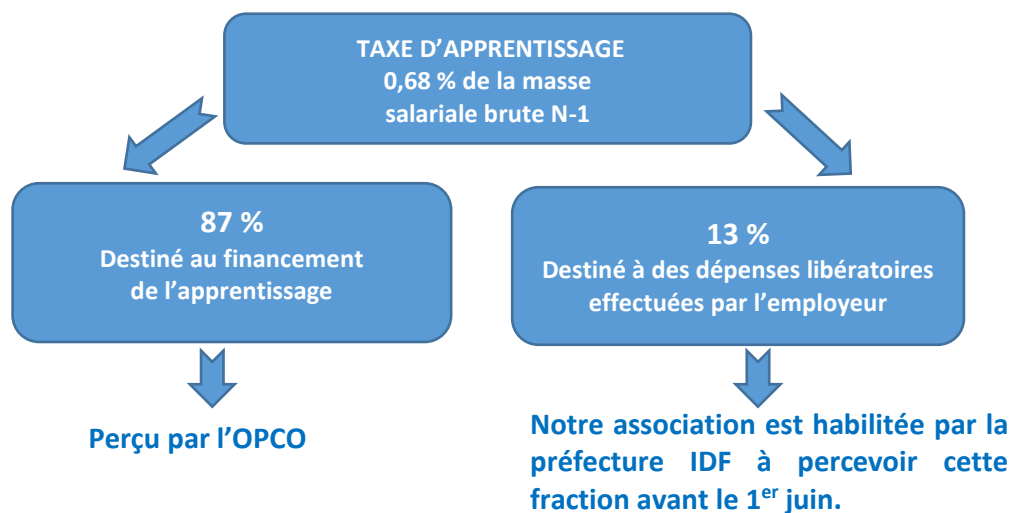 TAXE D’APPRENTISSAGE
0,68 % de la masse
salariale brute N-1
87 %
Destiné au financement
de l’apprentissage
13 %
Destiné à des dépenses libératoires
effectuées par l’employeur
Perçu par l’OPCO
Notre association est habilitée par la
préfecture IDF à percevoir cette
fraction avant le 1er juin.